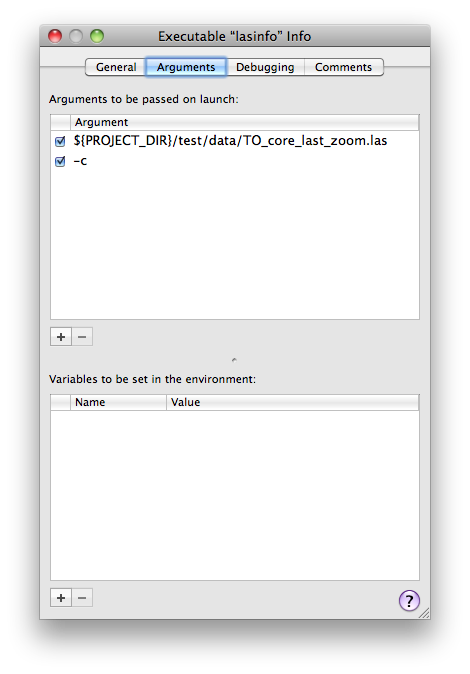 Executable “lasinfo” Info
General Arguments Debugging Comments
Arguments to be passed on launch:
Argument
${PROJECT_DIR}/test/data/TO_core_last_zoom.las
-c
+ −
Variables to be set in the environment:
Name Value
+ −
?